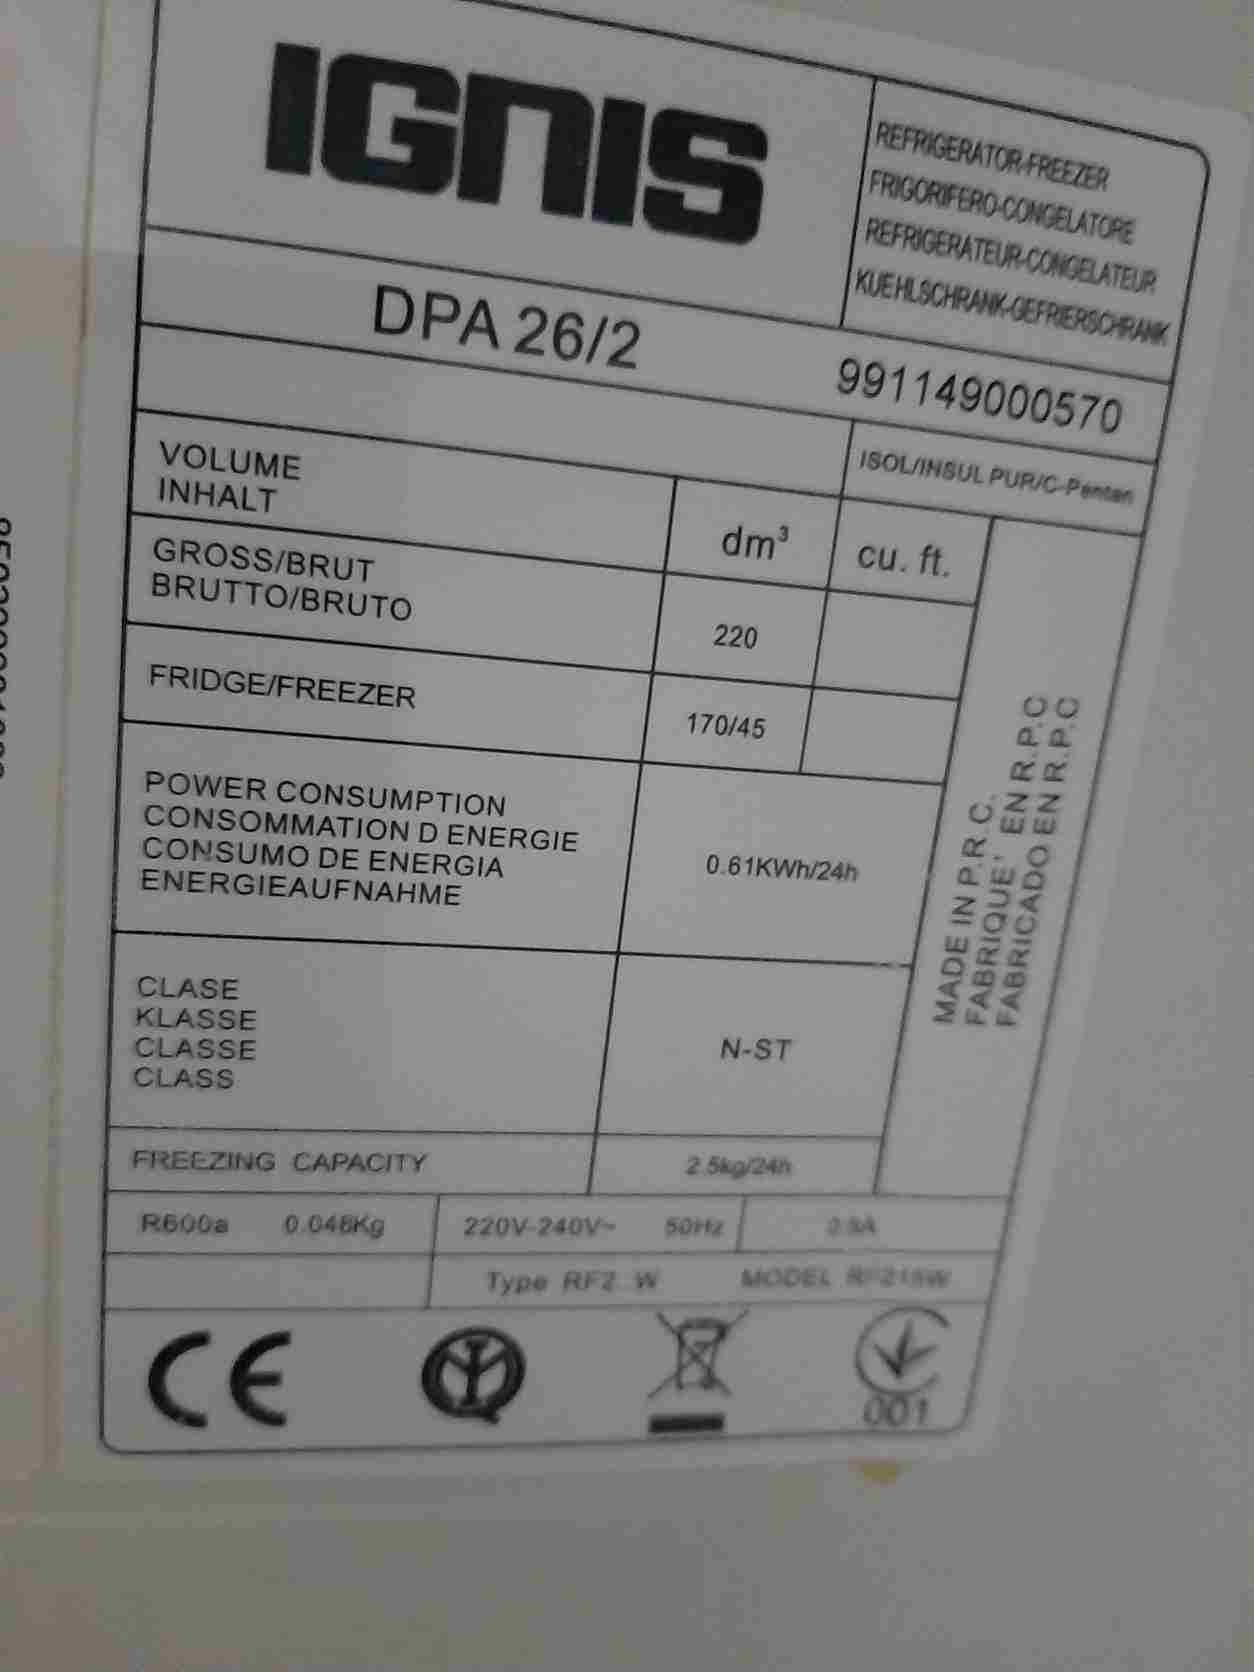 IGNIS
REFRIGERATOR-FREEZER
FRIGORIFERO-CONGELATORE
REFRIGERATEUR-CONGELATEUR
KUEHLSCHRANK-GEFRIERSCHRANK
DPA 26/2 991149000570
ISOL/INSUL PUR/C-Pentan
VOLUME
INHALT
dm³ cu. ft.
GROSS/BRUT
BRUTTO/BRUTO
220
FRIDGE/FREEZER
170/45
POWER CONSUMPTION
CONSOMMATION D ENERGIE
CONSUMO DE ENERGIA
ENERGIEAUFNAHME
0.61KWh/24h
CLASE
KLASSE
CLASSE
CLASS
N-ST
MADE IN P.R.C.
FABRIQUE' EN R.P.C
FABRICADO EN R.P.C
FREEZING CAPACITY 2.5kg/24h
R600a 0.048Kg 220V-240V~ 50Hz
Type RF2 W MODEL
CE
001